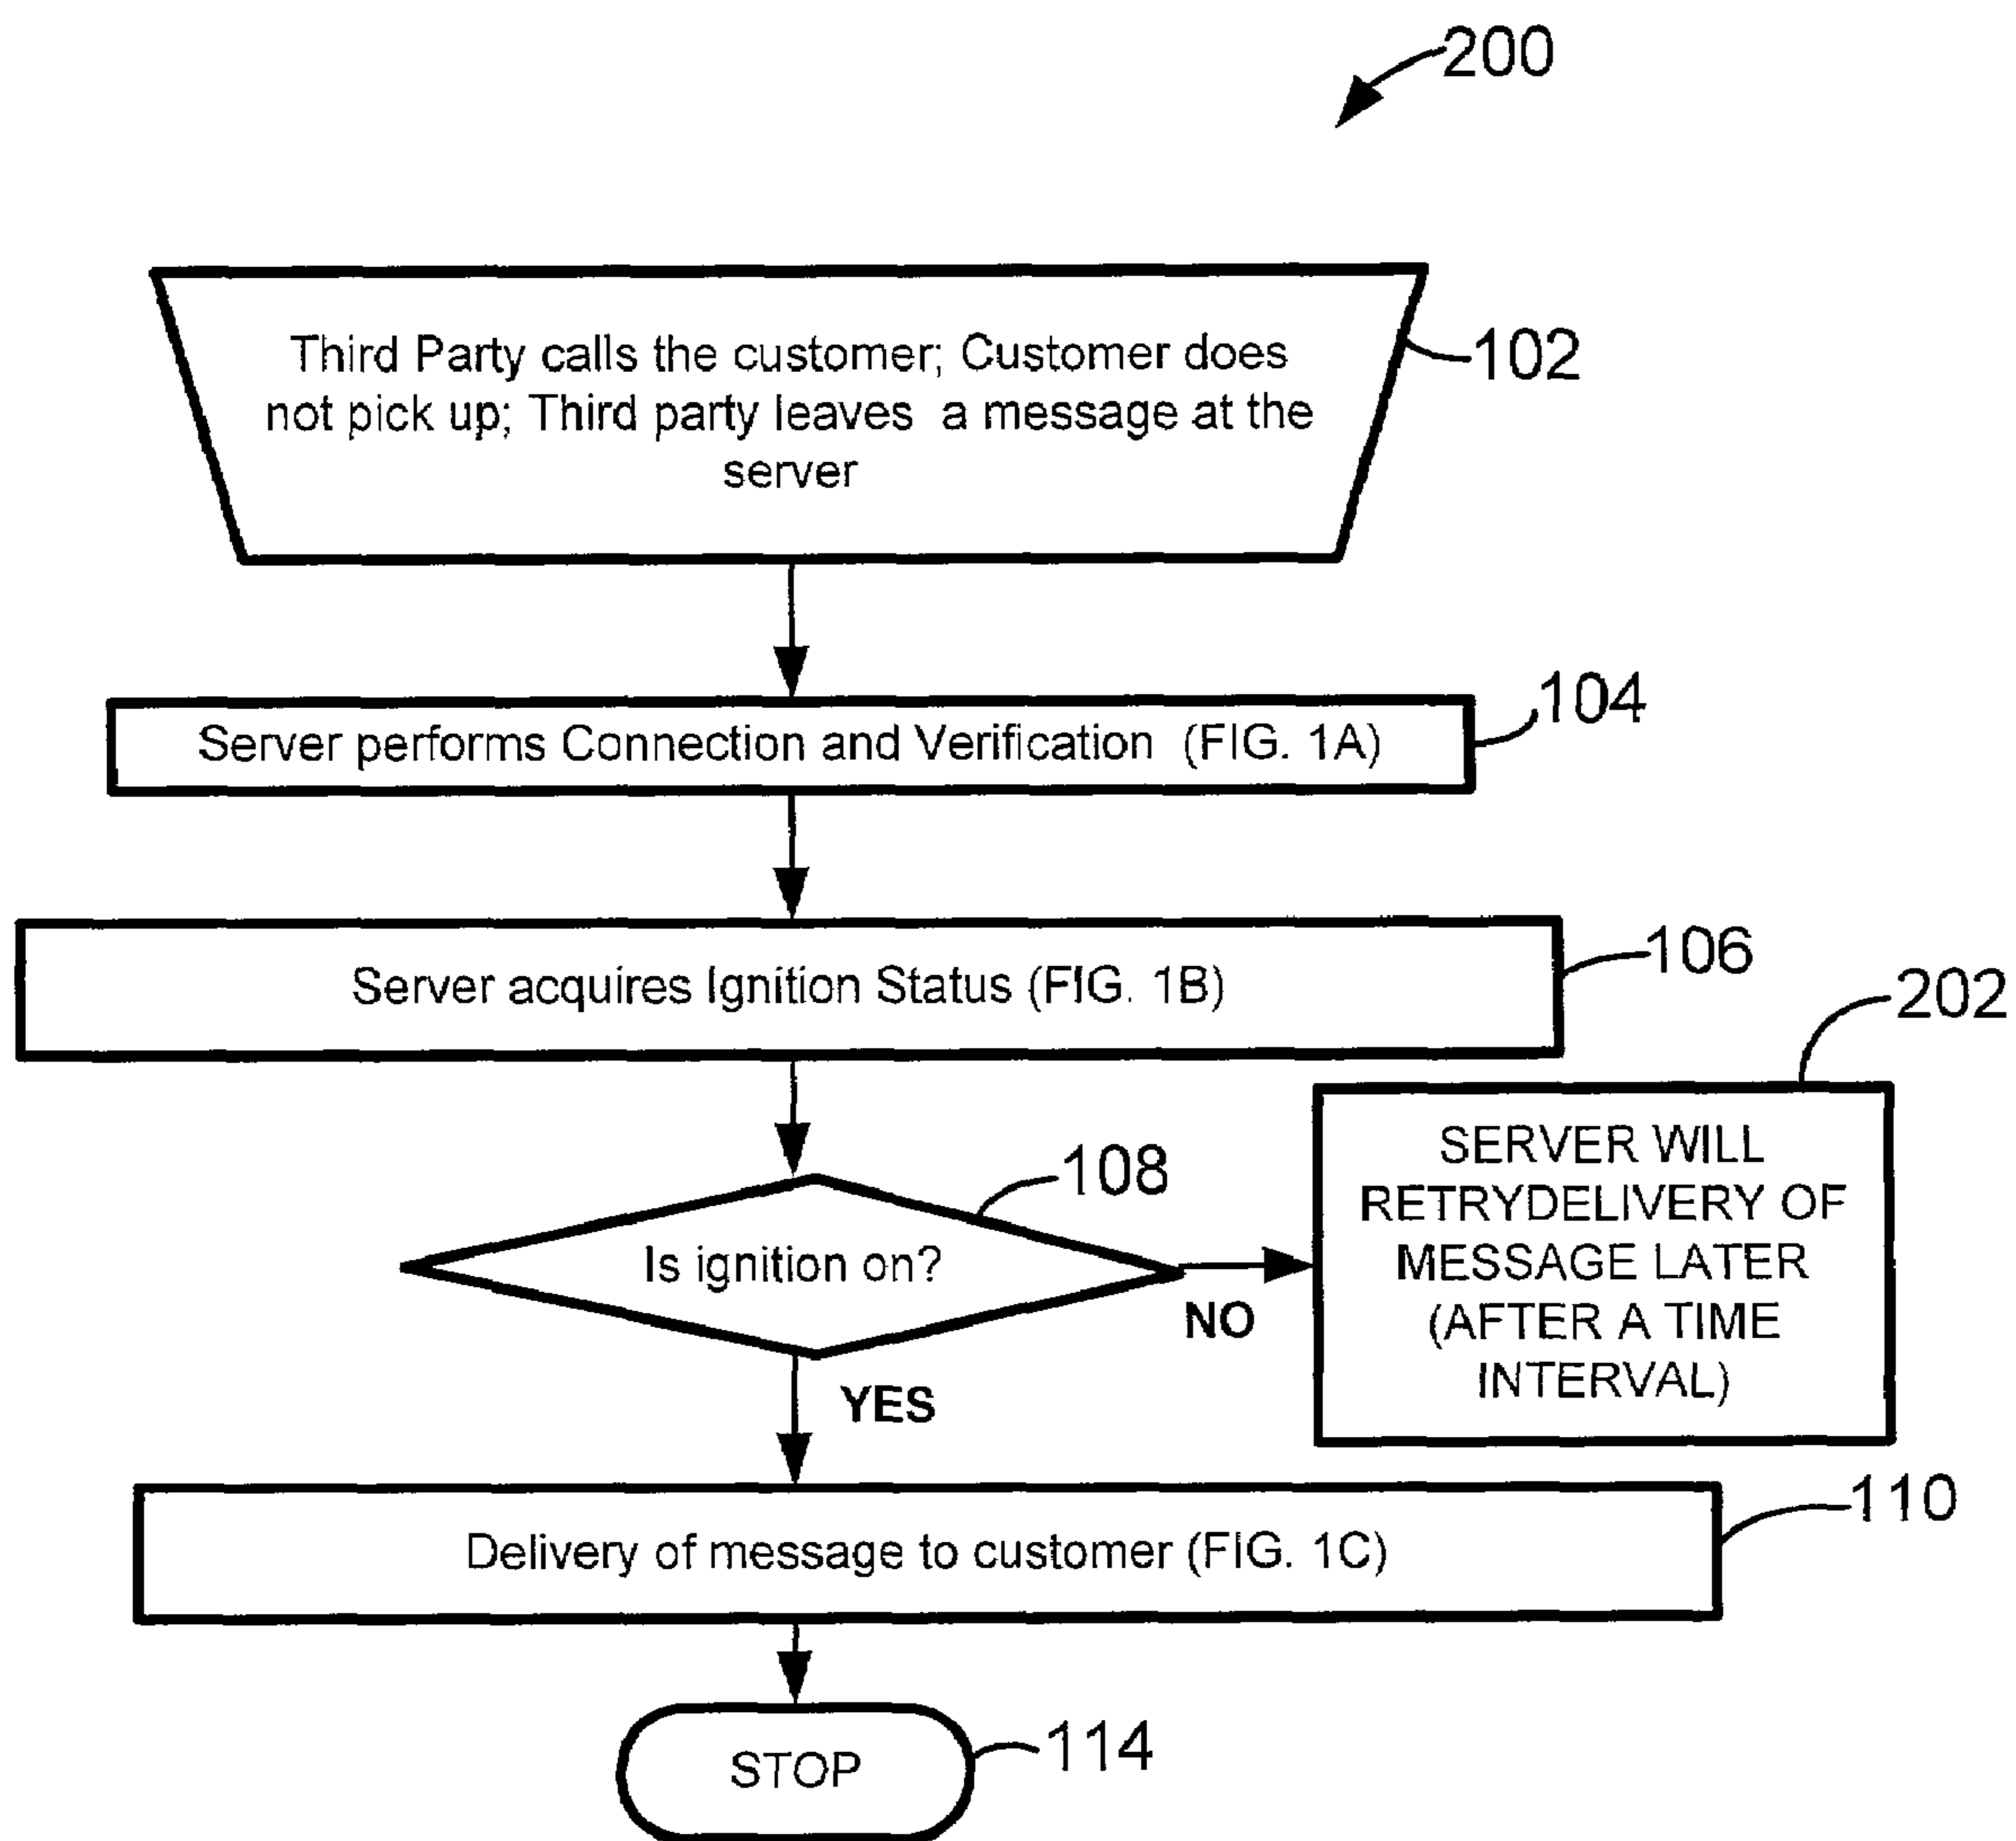 200
Third Party calls the customer; Customer does
not pick up; Third party leaves a message at the
server
102
Server performs Connection and Verification (FIG. 1A)
104
Server acquires Ignition Status (FIG. 1B)
106
202
SERVER WILL
RETRYDELIVERY OF
MESSAGE LATER
(AFTER A TIME
INTERVAL)
108
Is ignition on?
NO
YES
110
Delivery of message to customer (FIG. 1C)
STOP
114